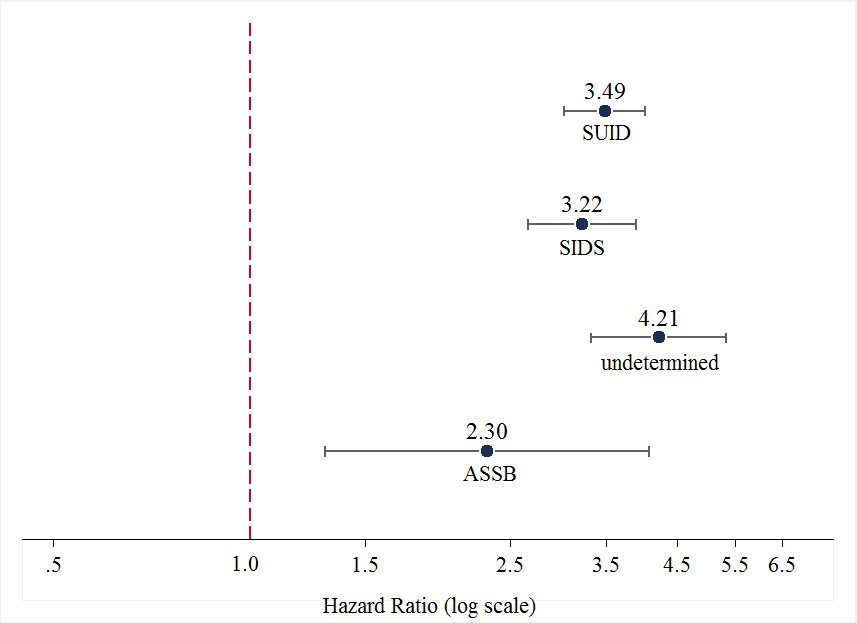 3.49
SUID
3.22
SIDS
4.21
undetermined
2.30
ASSB
.5 1.0 1.5 2.5 3.5 4.5 5.5 6.5
Hazard Ratio (log scale)